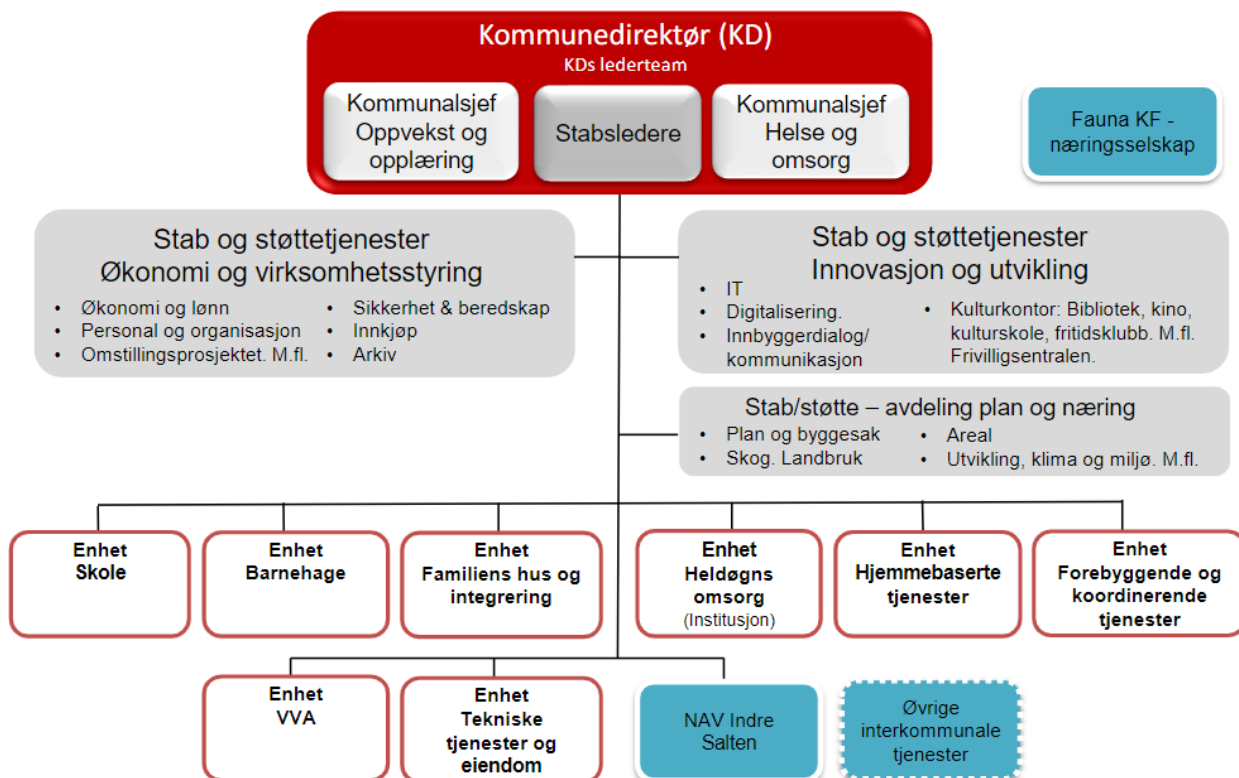 Kommunedirektør (KD)
KDs lederteam
Kommunalsjef
Oppvekst og
opplæring
Stabsledere
Kommunalsjef
Helse og
omsorg
Fauna KF -
næringsselskap
Stab og støttetjenester
Økonomi og virksomhetsstyring
• Økonomi og lønn
• Personal og organisasjon
• Omstillingsprosjektet. M.fl.
• Sikkerhet & beredskap
• Innkjøp
• Arkiv
Stab og støttetjenester
Innovasjon og utvikling
• IT
• Digitalisering.
• Innbyggerdialog/
kommunikasjon
• Kulturkontor: Bibliotek, kino,
kulturskole, fritidsklubb. M.fl.
Frivilligsentralen.
Stab/støtte – avdeling plan og næring
• Plan og byggesak
• Skog. Landbruk
• Areal
• Utvikling, klima og miljø. M.fl.
Enhet
Skole
Enhet
Barnehage
Enhet
Familiens hus og
integrering
Enhet
Heldøgns
omsorg
(Institusjon)
Enhet
Hjemmebaserte
tjenester
Enhet
Forebyggende og
koordinerende
tjenester
Enhet
VVA
Enhet
Tekniske
tjenester og
eiendom
NAV Indre
Salten
Øvrige
interkommunale
tjenester